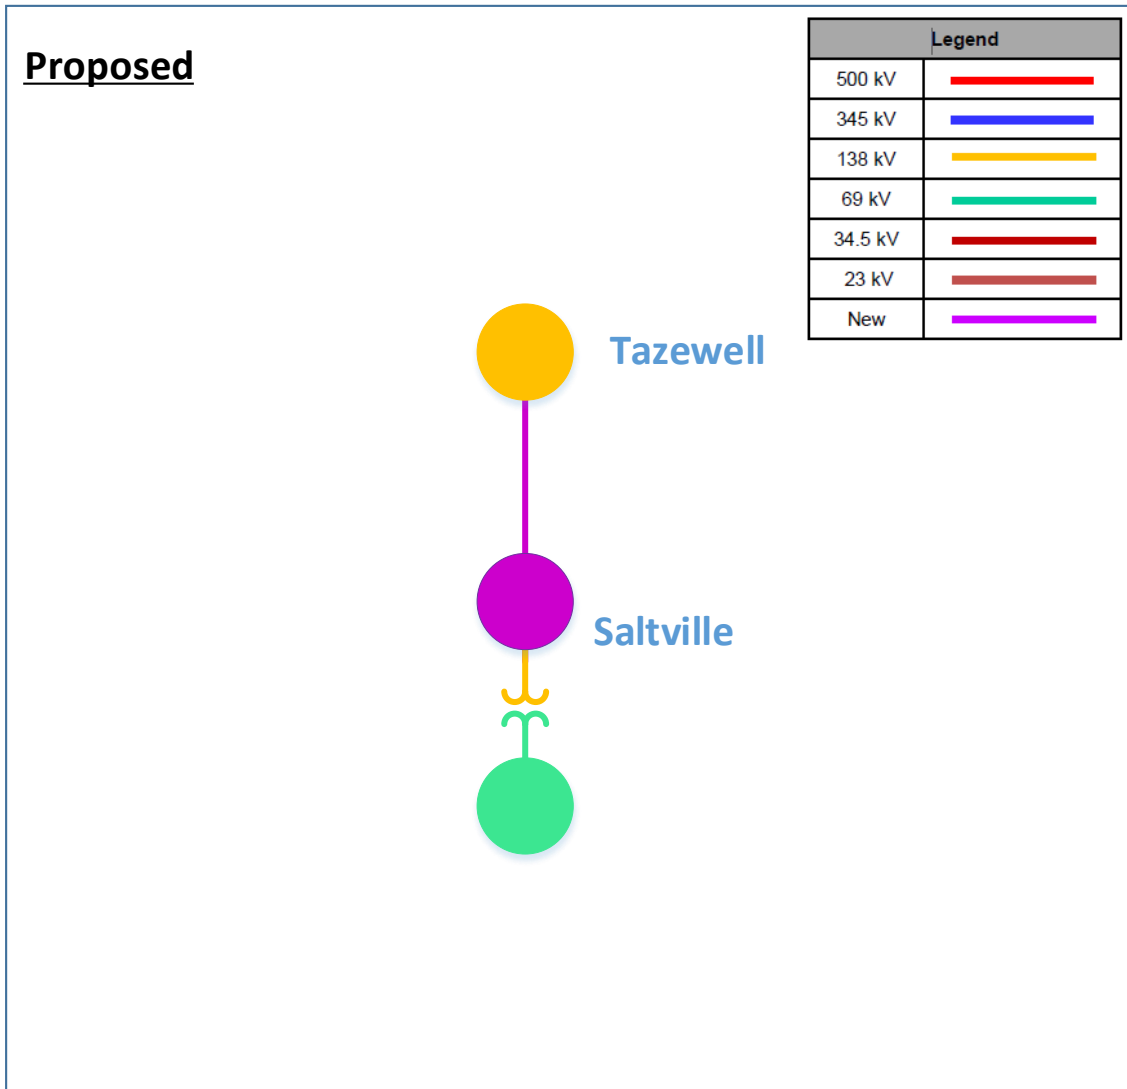 Proposed
Legend
500 kV
345 kV
138 kV
69 kV
34.5 kV
23 kV
New
Tazewell
Saltville